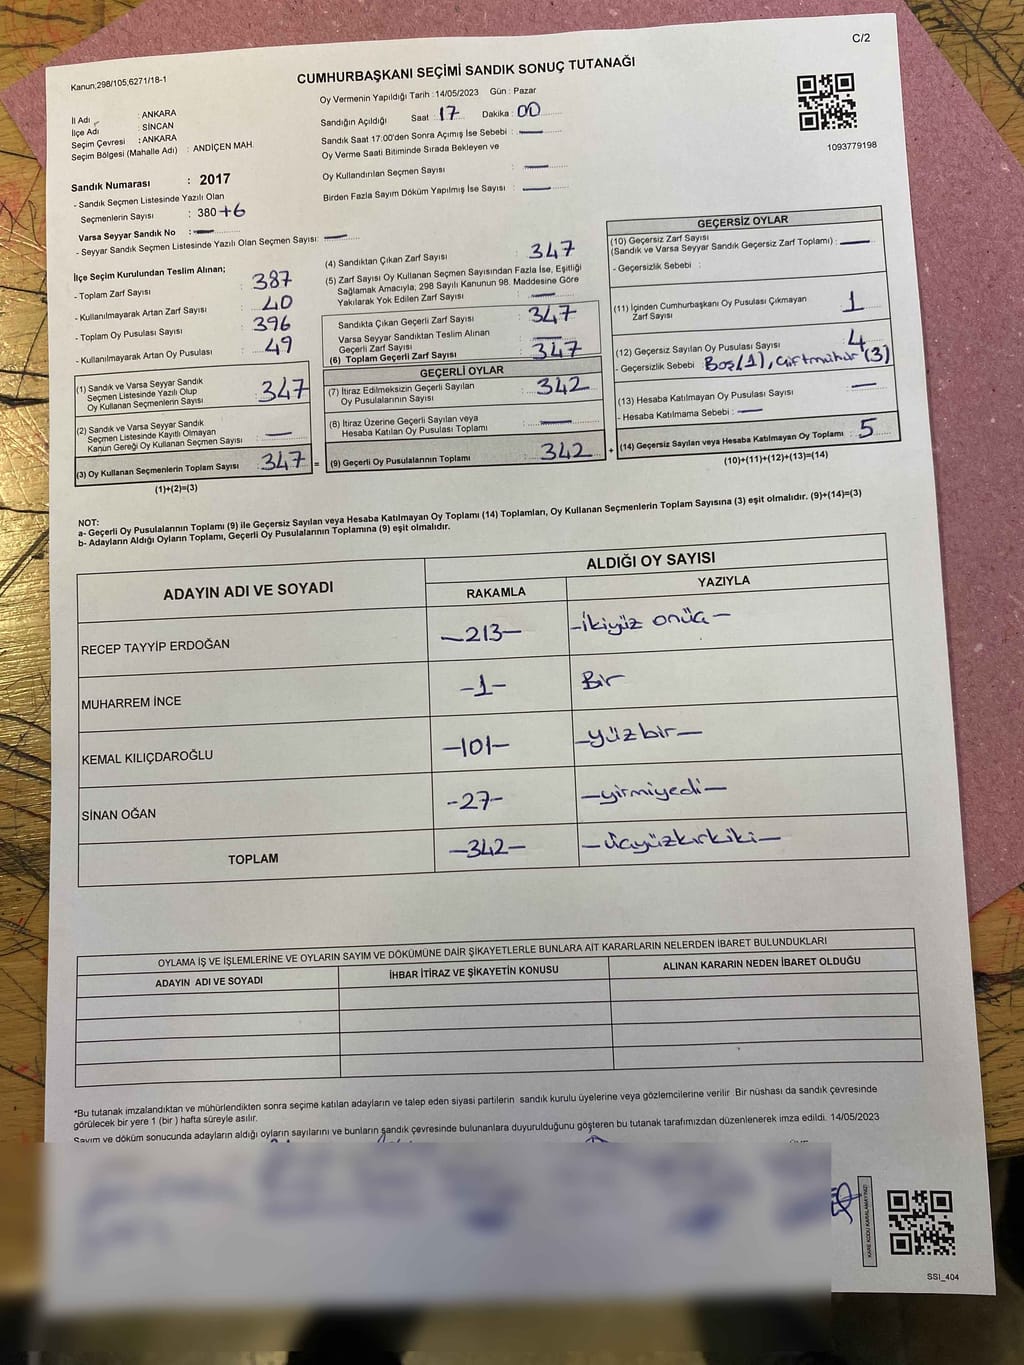 C/2
Kanun,298/105,6271/18-1
CUMHURBAŞKANI SEÇİMİ SANDIK SONUÇ TUTANAĞI
Oy Vermenin Yapıldığı Tarih : 14/05/2023 Gün : Pazar
İl Adı : ANKARA
İlçe Adı : SİNCAN
Seçim Çevresi : ANKARA
Seçim Bölgesi (Mahalle Adı) : ANDİÇEN MAH.
Sandığın Açıldığı Saat 17 Dakika : 00
Sandık Saat 17:00'den Sonra Açımış İse Sebebi : —
Oy Verme Saati Bitiminde Sırada Bekleyen ve
Oy Kullandırılan Seçmen Sayısı : —
Birden Fazla Sayım Döküm Yapılmış İse Sayısı : —
1093779198
Sandık Numarası : 2017
- Sandık Seçmen Listesinde Yazılı Olan
Seçmenlerin Sayısı : 380+6
Varsa Seyyar Sandık No : —
- Seyyar Sandık Seçmen Listesinde Yazılı Olan Seçmen Sayısı: —
İlçe Seçim Kurulundan Teslim Alınan;
- Toplam Zarf Sayısı : 387
- Kullanılmayarak Artan Zarf Sayısı : 40
- Toplam Oy Pusulası Sayısı : 396
- Kullanılmayarak Artan Oy Pusulası : 49
(1) Sandık ve Varsa Seyyar Sandık
Seçmen Listesinde Yazılı Olup
Oy Kullanan Seçmenlerin Sayısı : 347
(2) Sandık ve Varsa Seyyar Sandık
Seçmen Listesinde Kayıtlı Olmayan
Kanun Gereği Oy Kullanan Seçmen Sayısı : —
(3) Oy Kullanan Seçmenlerin Toplam Sayısı : 347 =
(1)+(2)=(3)
(4) Sandıktan Çıkan Zarf Sayısı : 347
(5) Zarf Sayısı Oy Kullanan Seçmen Sayısından Fazla İse, Eşitliği
Sağlamak Amacıyla; 298 Sayılı Kanunun 98. Maddesine Göre
Yakılarak Yok Edilen Zarf Sayısı : —
Sandıkta Çıkan Geçerli Zarf Sayısı : 347
Varsa Seyyar Sandıktan Teslim Alınan
Geçerli Zarf Sayısı : —
(6) Toplam Geçerli Zarf Sayısı : 347
GEÇERLİ OYLAR
(7) İtiraz Edilmeksizin Geçerli Sayılan
Oy Pusulalarının Sayısı : 342
(8) İtiraz Üzerine Geçerli Sayılan veya
Hesaba Katılan Oy Pusulası Toplamı : —
(9) Geçerli Oy Pusulalarının Toplamı : 342 +
GEÇERSİZ OYLAR
(10) Geçersiz Zarf Sayısı
(Sandık ve Varsa Seyyar Sandık Geçersiz Zarf Toplamı) : —
- Geçersizlik Sebebi :
(11) İçinden Cumhurbaşkanı Oy Pusulası Çıkmayan
Zarf Sayısı : 1
(12) Geçersiz Sayılan Oy Pusulası Sayısı : 4
- Geçersizlik Sebebi : Boş(1), Çiftmühür (3)
(13) Hesaba Katılmayan Oy Pusulası Sayısı : —
- Hesaba Katılmama Sebebi : —
(14) Geçersiz Sayılan veya Hesaba Katılmayan Oy Toplamı : 5
(10)+(11)+(12)+(13)=(14)
NOT:
a- Geçerli Oy Pusulalarının Toplamı (9) ile Geçersiz Sayılan veya Hesaba Katılmayan Oy Toplamı (14) Toplamları, Oy Kullanan Seçmenlerin Toplam Sayısına (3) eşit olmalıdır. (9)+(14)=(3)
b- Adayların Aldığı Oyların Toplamı, Geçerli Oy Pusulalarının Toplamına (9) eşit olmalıdır.
ADAYIN ADI VE SOYADI
ALDIĞI OY SAYISI
RAKAMLA YAZIYLA
RECEP TAYYİP ERDOĞAN —213— —ikiyüz onüç—
MUHARREM İNCE —1— Bir
KEMAL KILIÇDAROĞLU —101— —yüzbir—
SİNAN OĞAN —27— —yirmiyedi—
TOPLAM —342— —üçyüzkırkiki—
OYLAMA İŞ VE İŞLEMLERİNE VE OYLARIN SAYIM VE DÖKÜMÜNE DAİR ŞİKAYETLERLE BUNLARA AİT KARARLARIN NELERDEN İBARET BULUNDUKLARI
ADAYIN ADI VE SOYADI İHBAR İTİRAZ VE ŞİKAYETİN KONUSU ALINAN KARARIN NEDEN İBARET OLDUĞU
*Bu tutanak imzalandıktan ve mühürlendikten sonra seçime katılan adayların ve talep eden siyasi partilerin sandık kurulu üyelerine veya gözlemcilerine verilir. Bir nüshası da sandık çevresinde
görülecek bir yere 1 (bir) hafta süreyle asılır.
Sayım ve döküm sonucunda adayların aldığı oyların sayılarını ve bunların sandık çevresinde bulunanlara duyurulduğunu gösteren bu tutanak tarafımızdan düzenlenerek imza edildi. 14/05/2023
KARE KODU KARALAMAYINIZ!
SSI_404